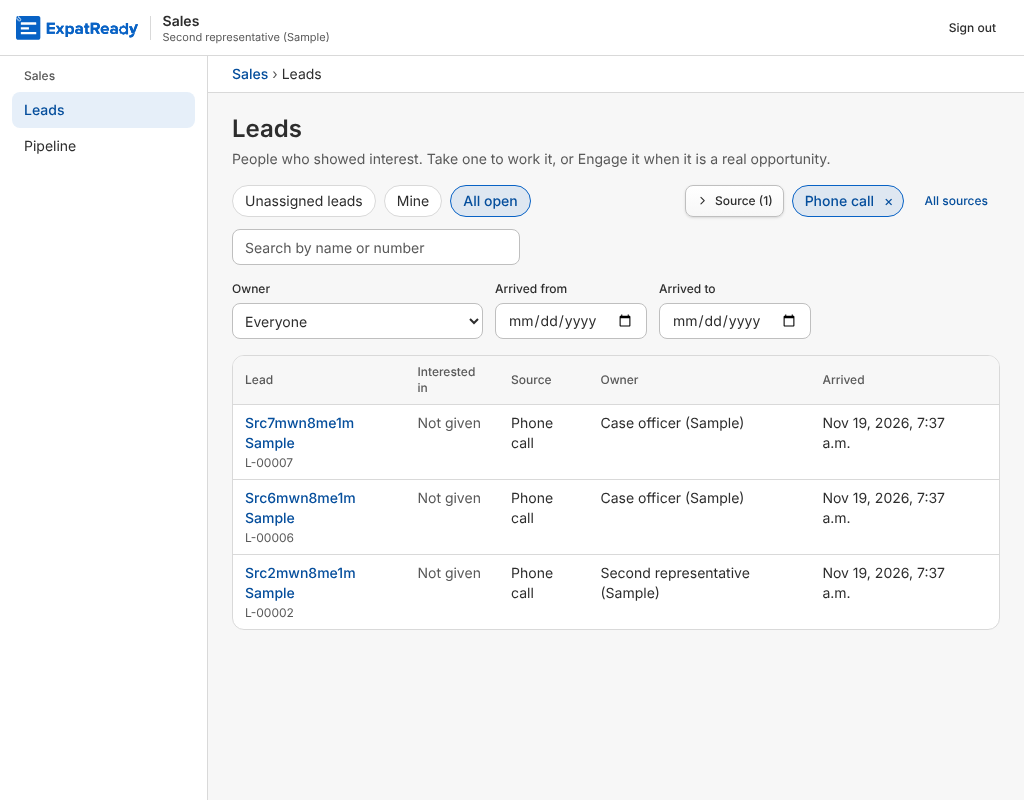 ExpatReady
Sales
Second representative (Sample)
Sign out
Sales
Leads
Pipeline
Sales › Leads
Leads
People who showed interest. Take one to work it, or Engage it when it is a real opportunity.
Unassigned leads
Mine
All open
Source (1)
Phone call ×
All sources
Search by name or number
Owner
Arrived from
Arrived to
Everyone
mm/dd/yyyy
mm/dd/yyyy
Lead
Interested
in
Source
Owner
Arrived
Src7mwn8me1m
Sample
L-00007
Not given
Phone
call
Case officer (Sample)
Nov 19, 2026, 7:37
a.m.
Src6mwn8me1m
Sample
L-00006
Not given
Phone
call
Case officer (Sample)
Nov 19, 2026, 7:37
a.m.
Src2mwn8me1m
Sample
L-00002
Not given
Phone
call
Second representative
(Sample)
Nov 19, 2026, 7:37
a.m.